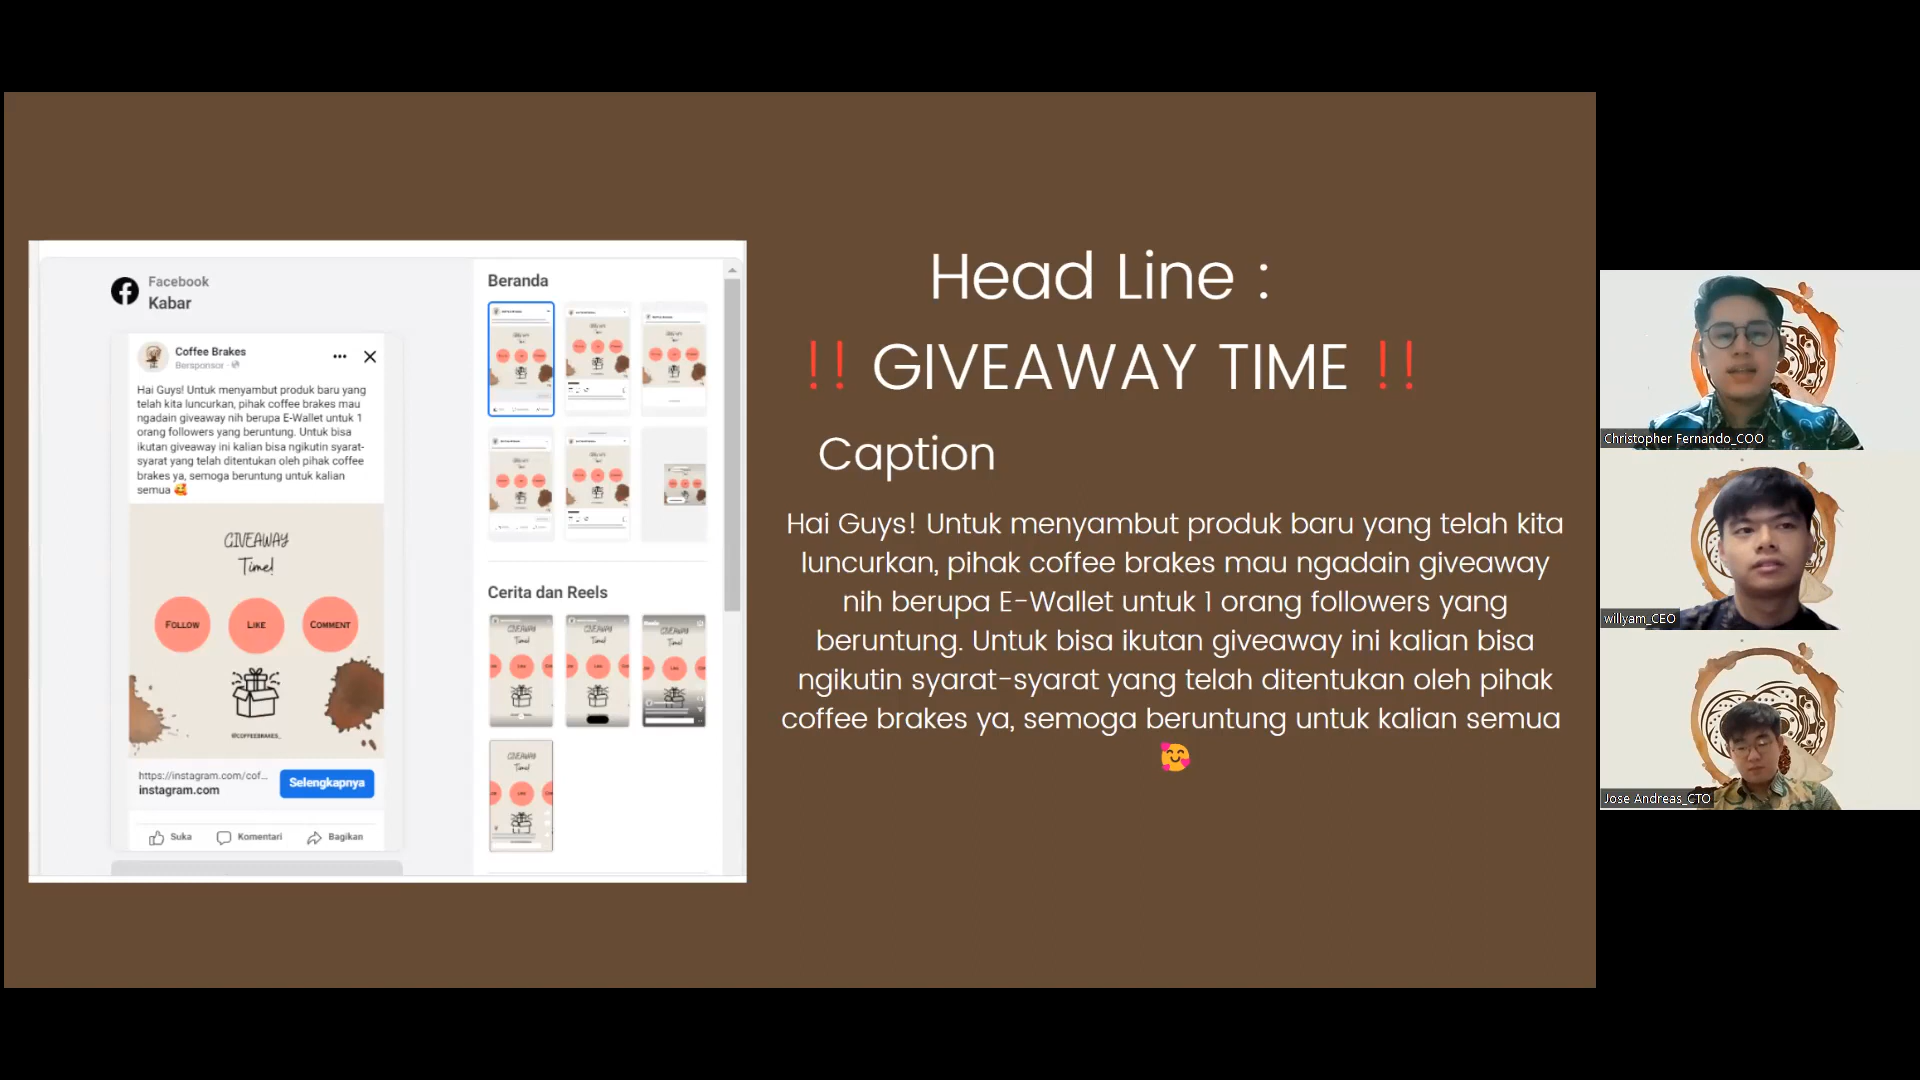 Facebook
Kabar
Coffee Brakes
Bersponsor
Hai Guys! Untuk menyambut produk baru yang
telah kita luncurkan, pihak coffee brakes mau
ngadain giveaway nih berupa E-Wallet untuk 1
orang followers yang beruntung. Untuk bisa
ikutan giveaway ini kalian bisa ngikutin syarat-
syarat yang telah ditentukan oleh pihak coffee
brakes ya, semoga beruntung untuk kalian
semua 🥰
GIVEAWAY
Time!
FOLLOW
LIKE
COMMENT
@COFFEEBRAKES_
https://instagram.com/cof...
instagram.com
Selengkapnya
Suka
Komentari
Bagikan
Beranda
Cerita dan Reels
Head Line :
!! GIVEAWAY TIME !!
Caption
Hai Guys! Untuk menyambut produk baru yang telah kita
luncurkan, pihak coffee brakes mau ngadain giveaway
nih berupa E-Wallet untuk 1 orang followers yang
beruntung. Untuk bisa ikutan giveaway ini kalian bisa
ngikutin syarat-syarat yang telah ditentukan oleh pihak
coffee brakes ya, semoga beruntung untuk kalian semua
🥰
Christopher Fernando_COO
willyam_CEO
Jose Andreas_CTO